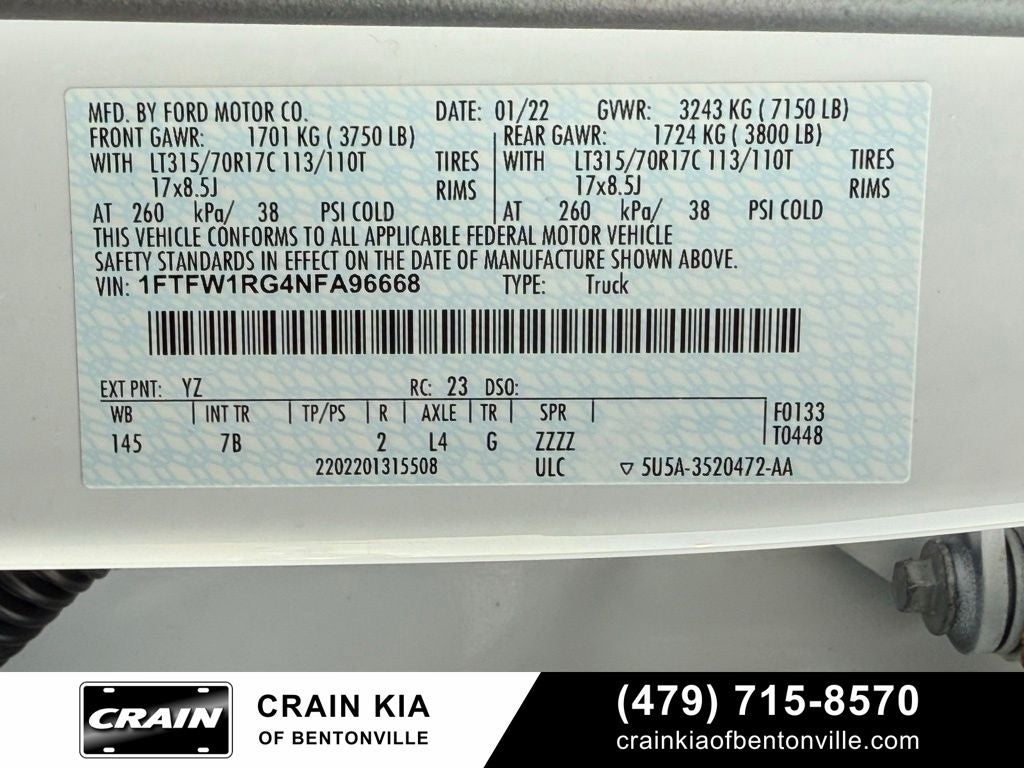 MFD. BY FORD MOTOR CO. DATE: 01/22 GVWR: 3243 KG ( 7150 LB)
FRONT GAWR: 1701 KG ( 3750 LB) REAR GAWR: 1724 KG ( 3800 LB)
WITH LT315/70R17C 113/110T TIRES WITH LT315/70R17C 113/110T TIRES
17x8.5J RIMS 17x8.5J RIMS
AT 260 kPa/ 38 PSI COLD AT 260 kPa/ 38 PSI COLD
THIS VEHICLE CONFORMS TO ALL APPLICABLE FEDERAL MOTOR VEHICLE
SAFETY STANDARDS IN EFFECT ON THE DATE OF MANUFACTURE SHOWN ABOVE.
VIN: 1FTFW1RG4NFA96668 TYPE: Truck
EXT PNT: YZ RC: 23 DSO:
WB INT TR TP/PS R AXLE TR SPR F0133
145 7B 2 L4 G ZZZZ T0448
2202201315508 ULC ▽ 5U5A-3520472-AA
CRAIN
CRAIN KIA
OF BENTONVILLE
(479) 715-8570
crainkiaofbentonville.com